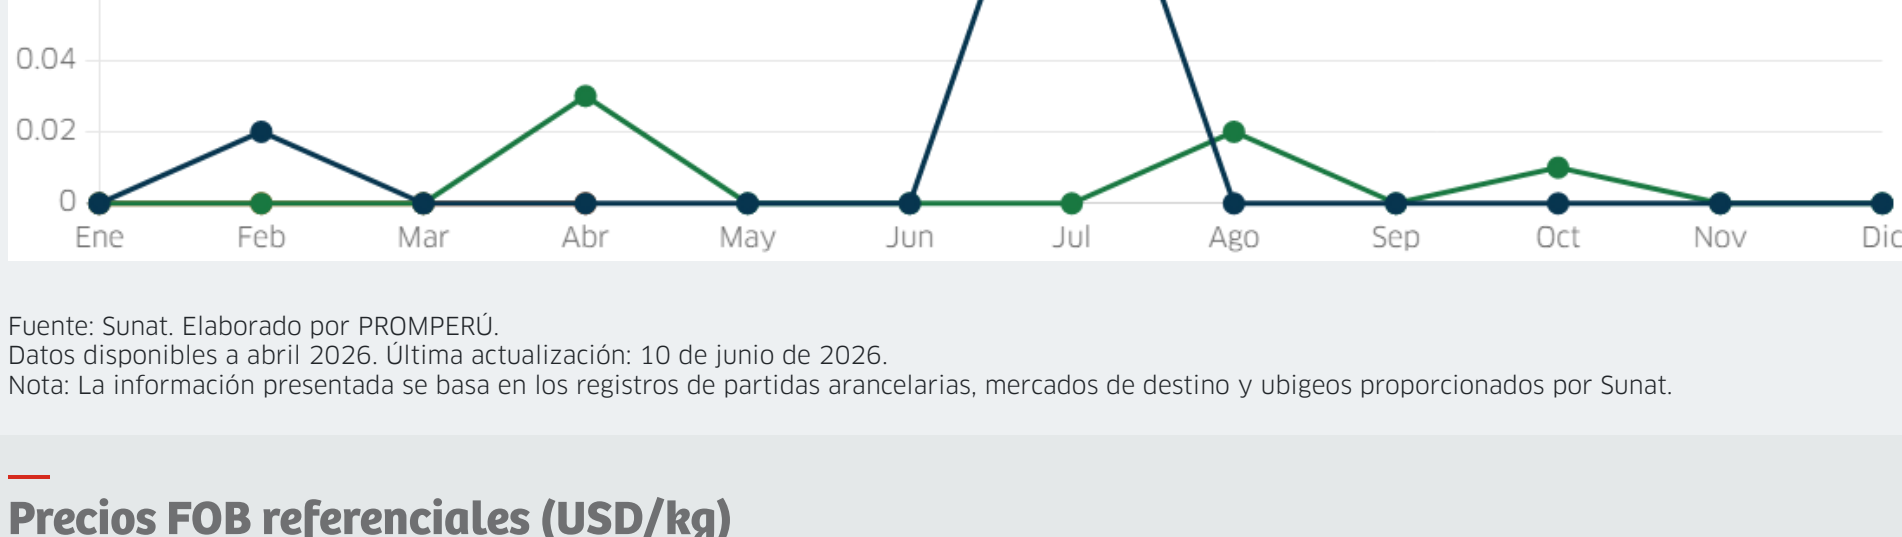 0.04
0.02
0
Ene Feb Mar Abr May Jun Jul Ago Sep Oct Nov Dic
Fuente: Sunat. Elaborado por PROMPERÚ.
Datos disponibles a abril 2026. Última actualización: 10 de junio de 2026.
Nota: La información presentada se basa en los registros de partidas arancelarias, mercados de destino y ubigeos proporcionados por Sunat.
Precios FOB referenciales (USD/kg)